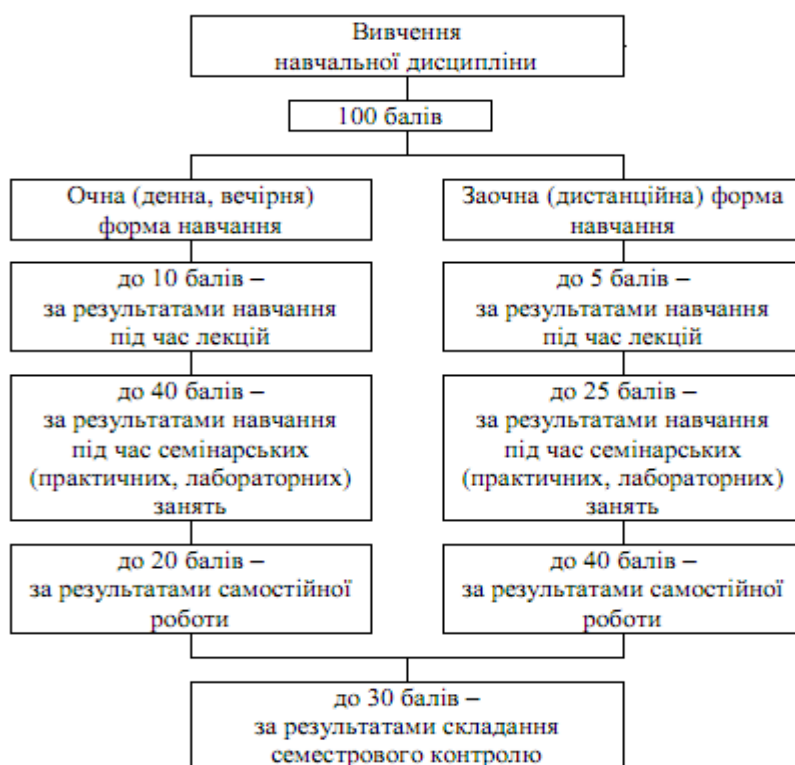 Вивчення
навчальної дисципліни
100 балів
Очна (денна, вечірня)
форма навчання
Заочна (дистанційна) форма
навчання
до 10 балів –
за результатами навчання
під час лекцій
до 5 балів –
за результатами навчання
під час лекцій
до 40 балів –
за результатами навчання
під час семінарських
(практичних, лабораторних)
занять
до 25 балів –
за результатами навчання
під час семінарських
(практичних, лабораторних)
занять
до 20 балів –
за результатами самостійної
роботи
до 40 балів –
за результатами самостійної
роботи
до 30 балів –
за результатами складання
семестрового контролю